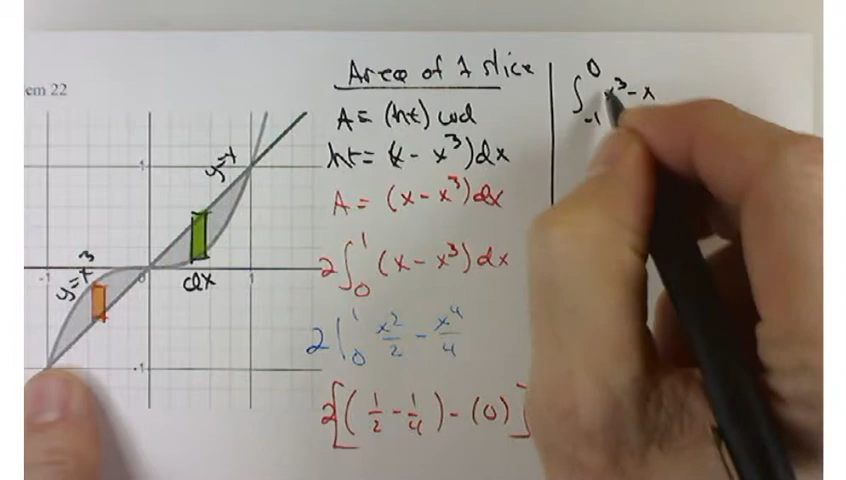 em 22
Area of 1 slice
A = (ht) wd
ht = (x - x³)dx
A = (x - x³)dx
2∫₀¹ (x - x³)dx
2|₀¹ x²/2 - x⁴/4
2[(1/2 - 1/4) - (0)]
∫₋₁⁰ x³ - x
1
y=x
y=x³
-1
0
1
dx
-1